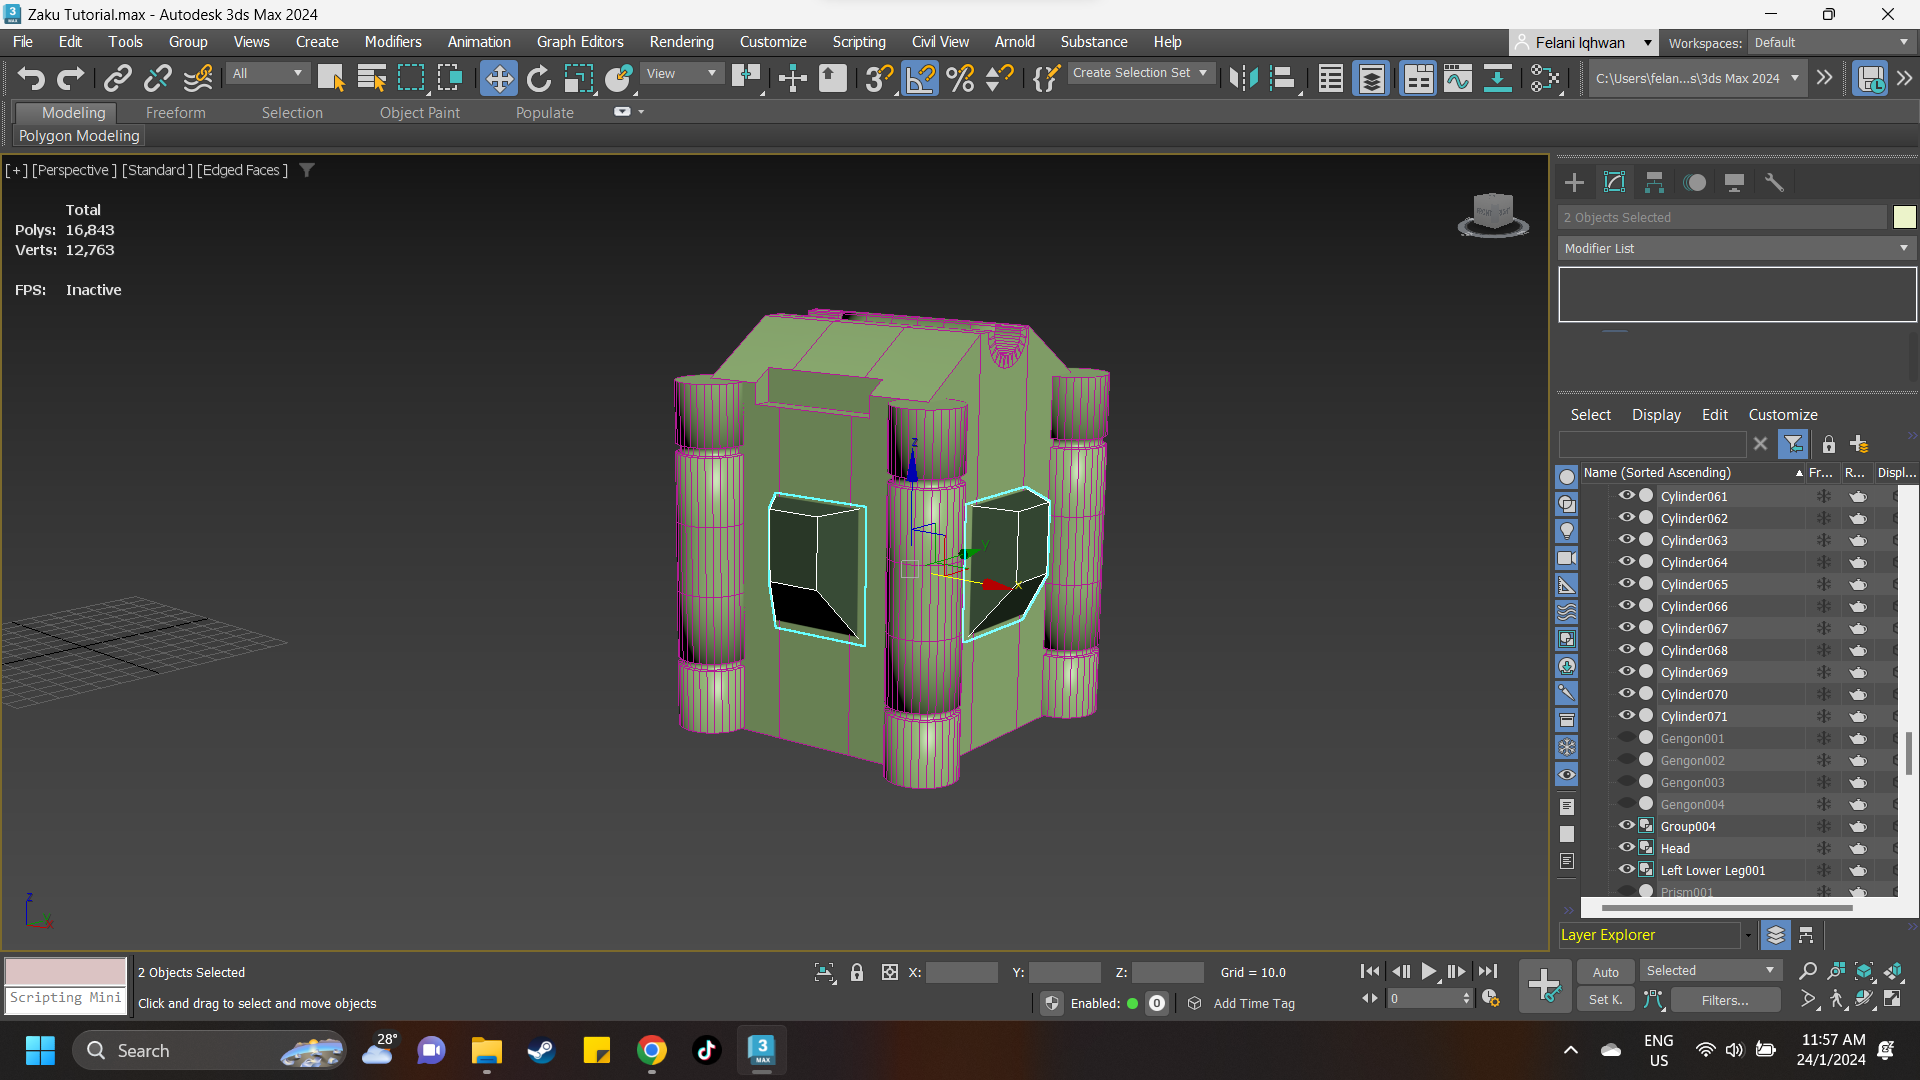 Zaku Tutorial.max - Autodesk 3ds Max 2024
File Edit Tools Group Views Create Modifiers Animation Graph Editors Rendering Customize Scripting Civil View Arnold Substance Help
Felani Iqhwan Workspaces: Default
All View Create Selection Set C:\Users\felan...s\3ds Max 2024
Modeling Freeform Selection Object Paint Populate
Polygon Modeling
[+] [Perspective ] [Standard ] [Edged Faces ]
Total
Polys: 16,843
Verts: 12,763
FPS: Inactive
2 Objects Selected
Modifier List
Select Display Edit Customize
Name (Sorted Ascending) Fr... R... Displ...
Cylinder061
Cylinder062
Cylinder063
Cylinder064
Cylinder065
Cylinder066
Cylinder067
Cylinder068
Cylinder069
Cylinder070
Cylinder071
Gengon001
Gengon002
Gengon003
Gengon004
Group004
Head
Left Lower Leg001
Prism001
Layer Explorer
z
y
x
z
x
2 Objects Selected X: Y: Z: Grid = 10.0
Auto Selected
Scripting Mini
Click and drag to select and move objects
Enabled: 0 Add Time Tag
0
Set K. Filters...
Search
28°
3
MAX
ENG
US
11:57 AM
24/1/2024